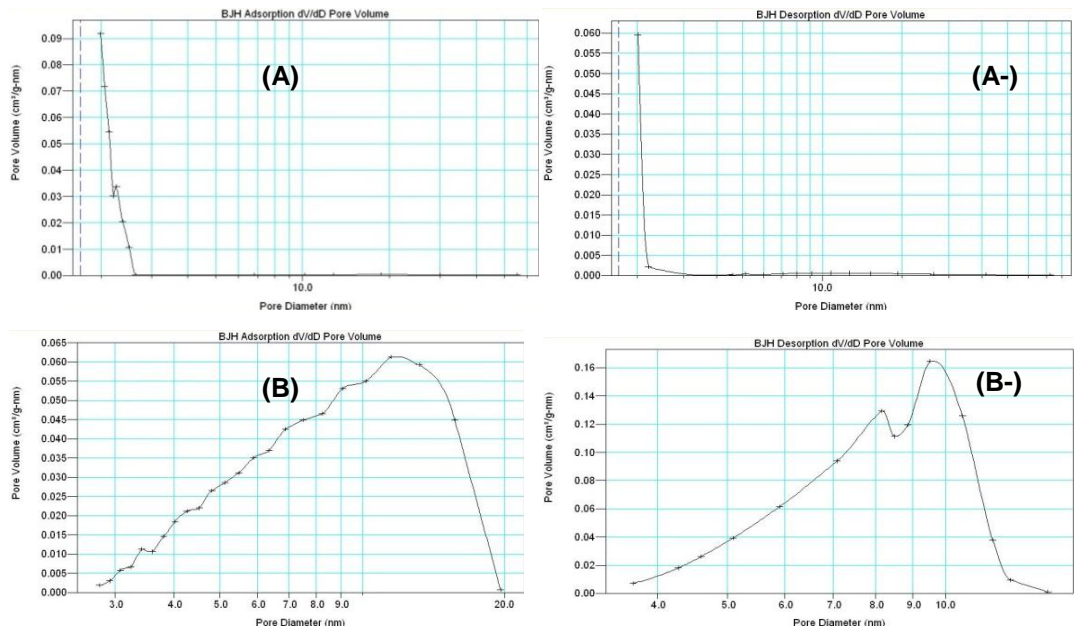 BJH Adsorption dV/dD Pore Volume
(A)
Pore Volume (cm³/g-nm)
0.09
0.08
0.07
0.06
0.05
0.04
0.03
0.02
0.01
0.00
10.0
Pore Diameter (nm)
BJH Desorption dV/dD Pore Volume
(A-)
Pore Volume (cm³/g-nm)
0.060
0.055
0.050
0.045
0.040
0.035
0.030
0.025
0.020
0.015
0.010
0.005
0.000
10.0
Pore Diameter (nm)
BJH Adsorption dV/dD Pore Volume
(B)
Pore Volume (cm³/g-nm)
0.065
0.060
0.055
0.050
0.045
0.040
0.035
0.030
0.025
0.020
0.015
0.010
0.005
0.000
3.0 4.0 5.0 6.0 7.0 8.0 9.0 20.0
Pore Diameter (nm)
BJH Desorption dV/dD Pore Volume
(B-)
Pore Volume (cm³/g-nm)
0.16
0.14
0.12
0.10
0.08
0.06
0.04
0.02
0.00
4.0 5.0 6.0 7.0 8.0 9.0 10.0
Pore Diameter (nm)